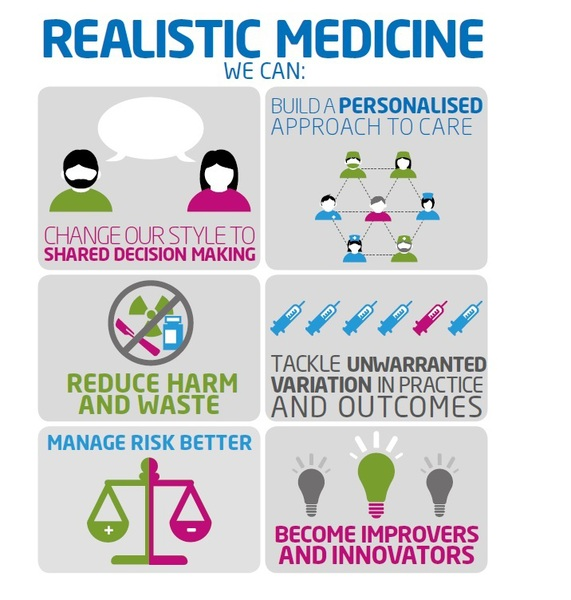 REALISTIC MEDICINE
WE CAN:
CHANGE OUR STYLE TO
SHARED DECISION MAKING
BUILD A PERSONALISED
APPROACH TO CARE
REDUCE HARM
AND WASTE
TACKLE UNWARRANTED
VARIATION IN PRACTICE
AND OUTCOMES
MANAGE RISK BETTER
+ -
BECOME IMPROVERS
AND INNOVATORS